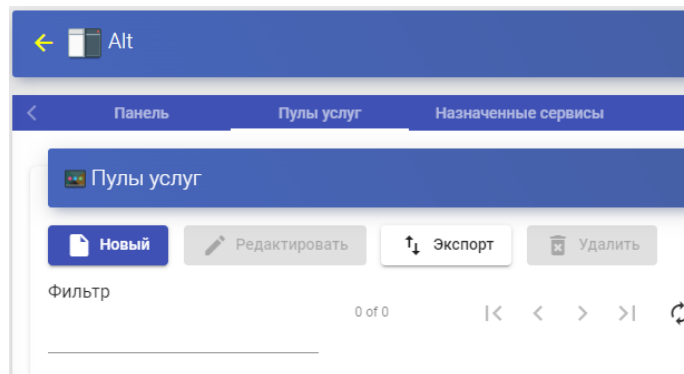 Alt
Панель Пулы услуг Назначенные сервисы
Пулы услуг
Новый Редактировать Экспорт Удалить
Фильтр
0 of 0